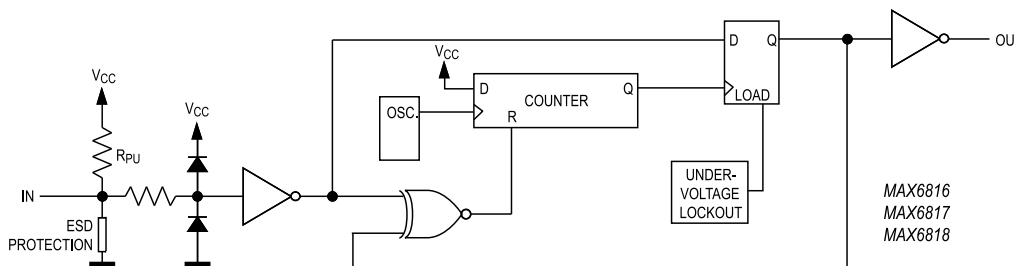 D
Q
OU
VCC
D
Q
COUNTER
R
OSC.
LOAD
VCC
VCC
RPU
IN
ESD
PROTECTION
UNDER-
VOLTAGE
LOCKOUT
MAX6816
MAX6817
MAX6818